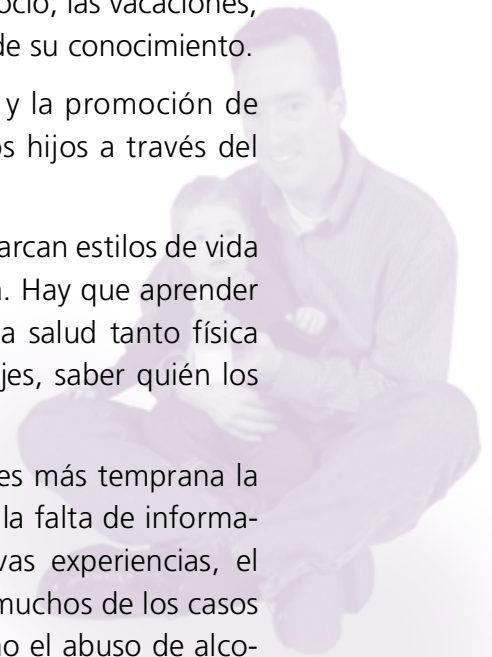 ocio, las vacaciones,
de su conocimiento.
y la promoción de
os hijos a través del
arcan estilos de vida
. Hay que aprender
a salud tanto física
jes, saber quién los
es más temprana la
la falta de informa-
vas experiencias, el
muchos de los casos
no el abuso de alco-